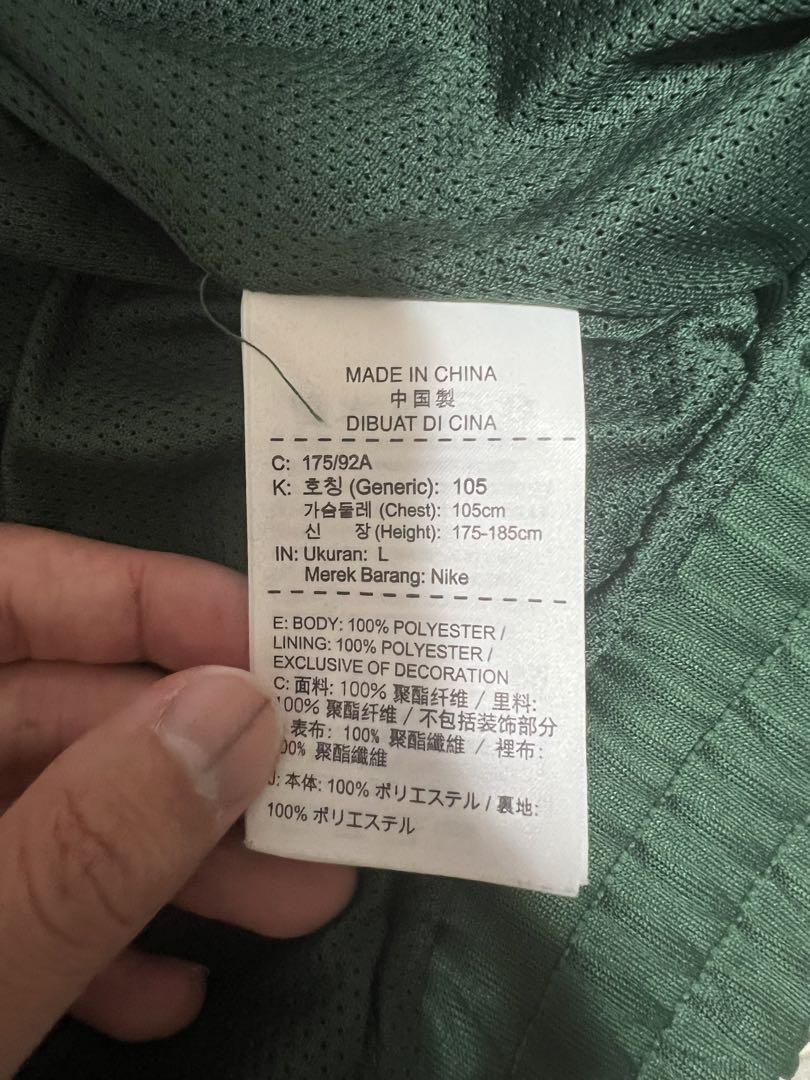 MADE IN CHINA
中国製
DIBUAT DI CINA
C: 175/92A
K: 호칭 (Generic): 105
가슴둘레 (Chest): 105cm
신 장 (Height): 175-185cm
IN: Ukuran: L
Merek Barang: Nike
E: BODY: 100% POLYESTER /
LINING: 100% POLYESTER /
EXCLUSIVE OF DECORATION
C: 面料: 100% 聚酯纤维 / 里料:
100% 聚酯纤维 / 不包括装饰部分
表布: 100% 聚酯纖維 / 裡布:
00% 聚酯纖維
J: 本体: 100% ポリエステル / 裏地:
100% ポリエステル